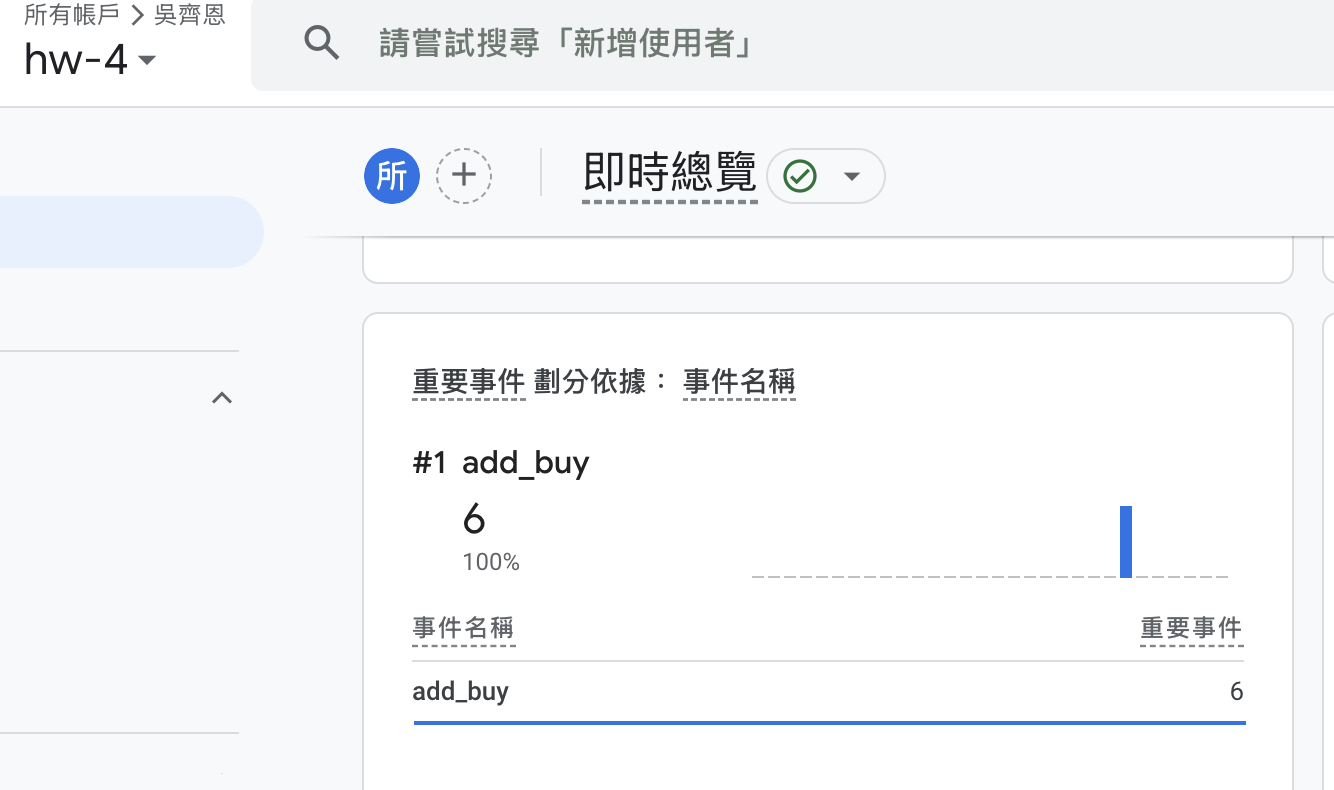 所有帳戶 > 吳齊恩
hw-4
請嘗試搜尋「新增使用者」
所
即時總覽
重要事件 劃分依據： 事件名稱
#1 add_buy
6
100%
事件名稱 重要事件
add_buy 6